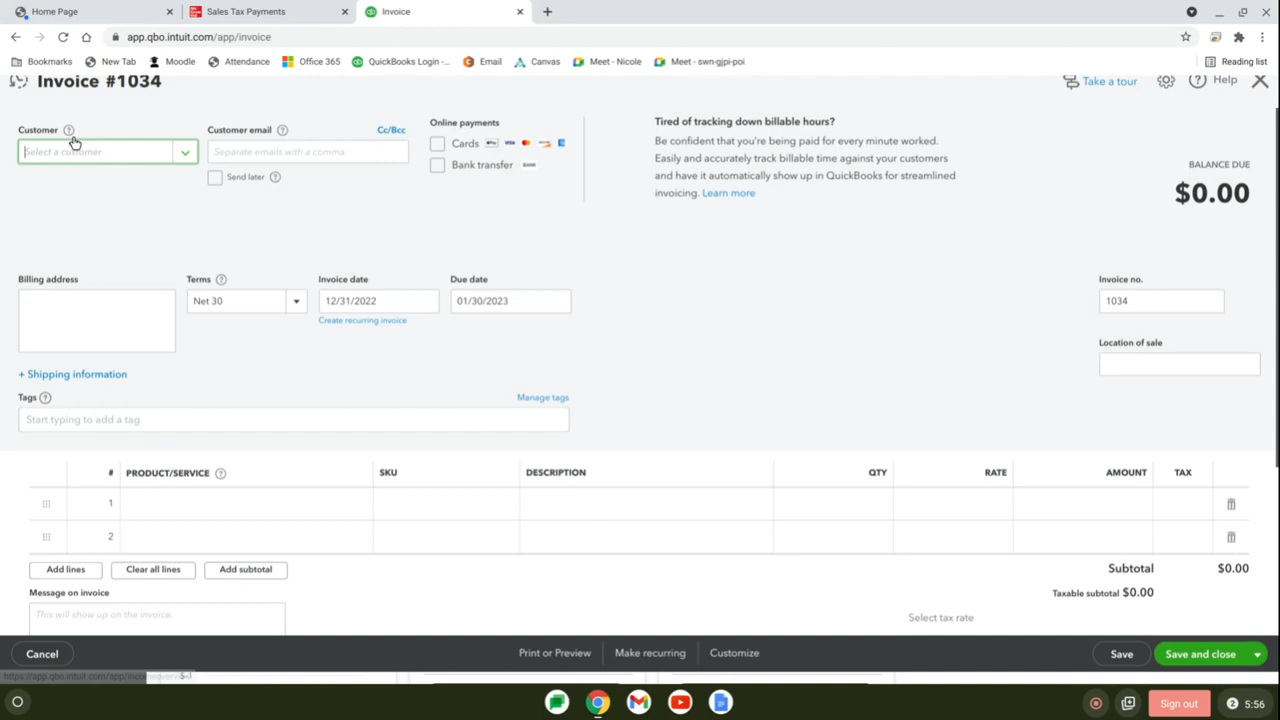 Home Page
Sales Tax Payments
Invoice
app.qbo.intuit.com/app/invoice
Bookmarks New Tab Moodle Attendance Office 365 QuickBooks Login -... Email Canvas Meet - Nicole Meet - swn-gjpi-poi Reading list
Invoice #1034
Take a tour
Help
Customer
Customer email
Cc/Bcc
Select a customer
Separate emails with a comma
Send later
Online payments
Cards
Bank transfer
BANK
Tired of tracking down billable hours?
Be confident that you're being paid for every minute worked.
Easily and accurately track billable time against your customers
and have it automatically show up in QuickBooks for streamlined
invoicing. Learn more
BALANCE DUE
$0.00
Billing address
Terms
Net 30
Invoice date
12/31/2022
Create recurring invoice
Due date
01/30/2023
Invoice no.
1034
Location of sale
+ Shipping information
Tags
Manage tags
Start typing to add a tag
# PRODUCT/SERVICE SKU DESCRIPTION QTY RATE AMOUNT TAX
1
2
Add lines
Clear all lines
Add subtotal
Subtotal $0.00
Message on invoice
Taxable subtotal $0.00
This will show up on the invoice.
Select tax rate
Cancel
Print or Preview
Make recurring
Customize
Save
Save and close
Sign out
2 5:56